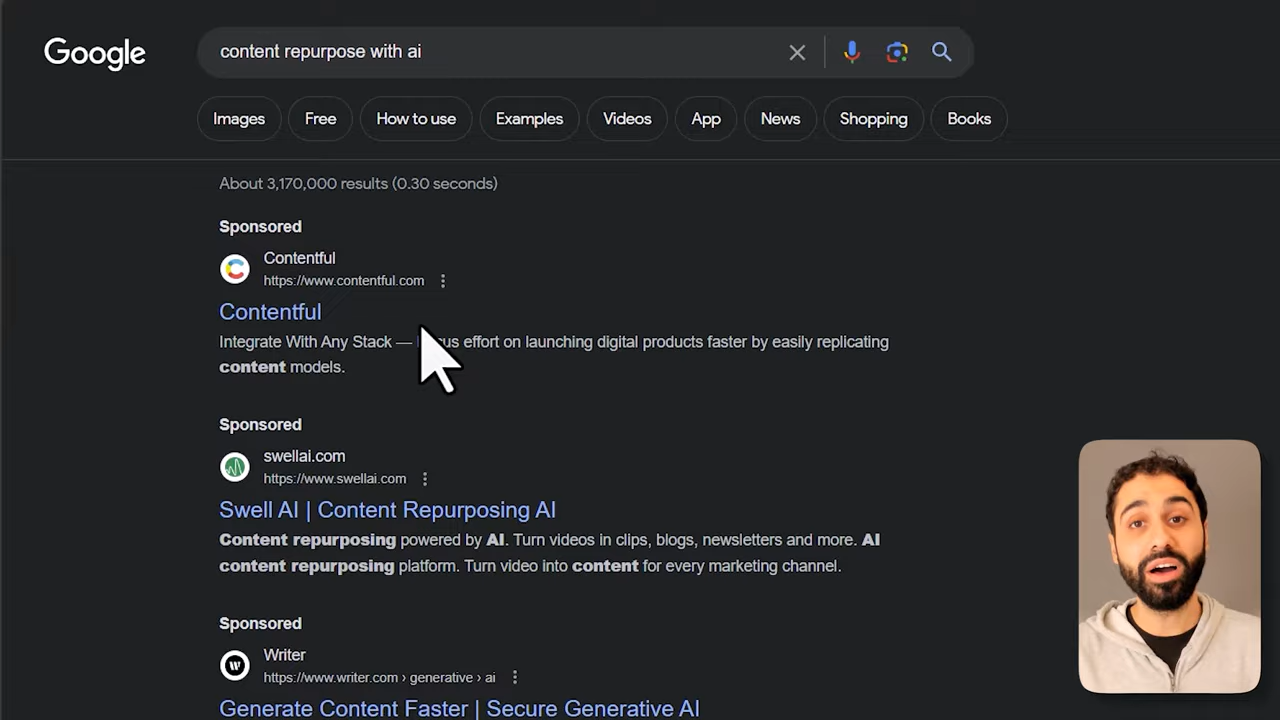 Google
content repurpose with ai
Images Free How to use Examples Videos App News Shopping Books
About 3,170,000 results (0.30 seconds)
Sponsored
Contentful
https://www.contentful.com
Contentful
Integrate With Any Stack — effort on launching digital products faster by easily replicating
content models.
Sponsored
swellai.com
https://www.swellai.com
Swell AI | Content Repurposing AI
Content repurposing powered by AI. Turn videos in clips, blogs, newsletters and more. AI
content repurposing platform. Turn video into content for every marketing channel.
Sponsored
Writer
https://www.writer.com › generative › ai
Generate Content Faster | Secure Generative AI